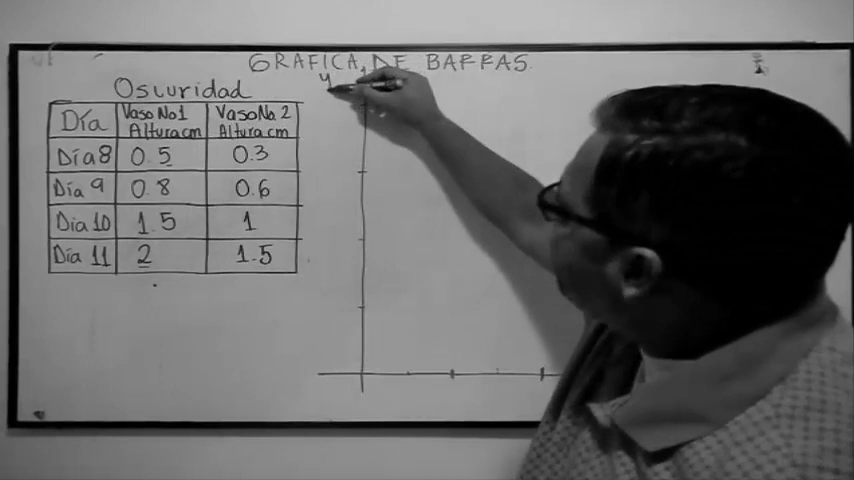 GRAFICA DE BARRAS
y
Oscuridad
Día Vaso No 1 Altura cm Vaso No. 2 Altura cm
Día 8 0.5 0.3
Día 9 0.8 0.6
Día 10 1.5 1
Día 11 2 1.5